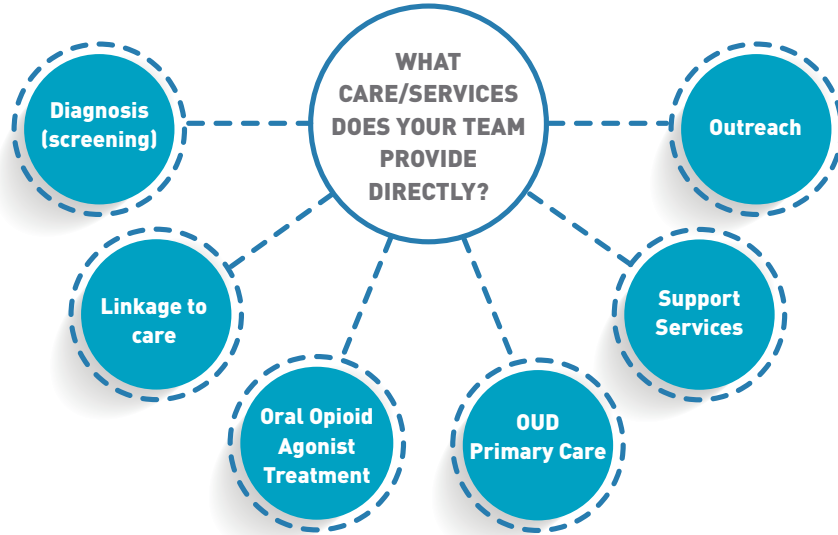 WHAT
CARE/SERVICES
DOES YOUR TEAM
PROVIDE
DIRECTLY?
Diagnosis
(screening)
Linkage to
care
Oral Opioid
Agonist
Treatment
OUD
Primary Care
Support
Services
Outreach